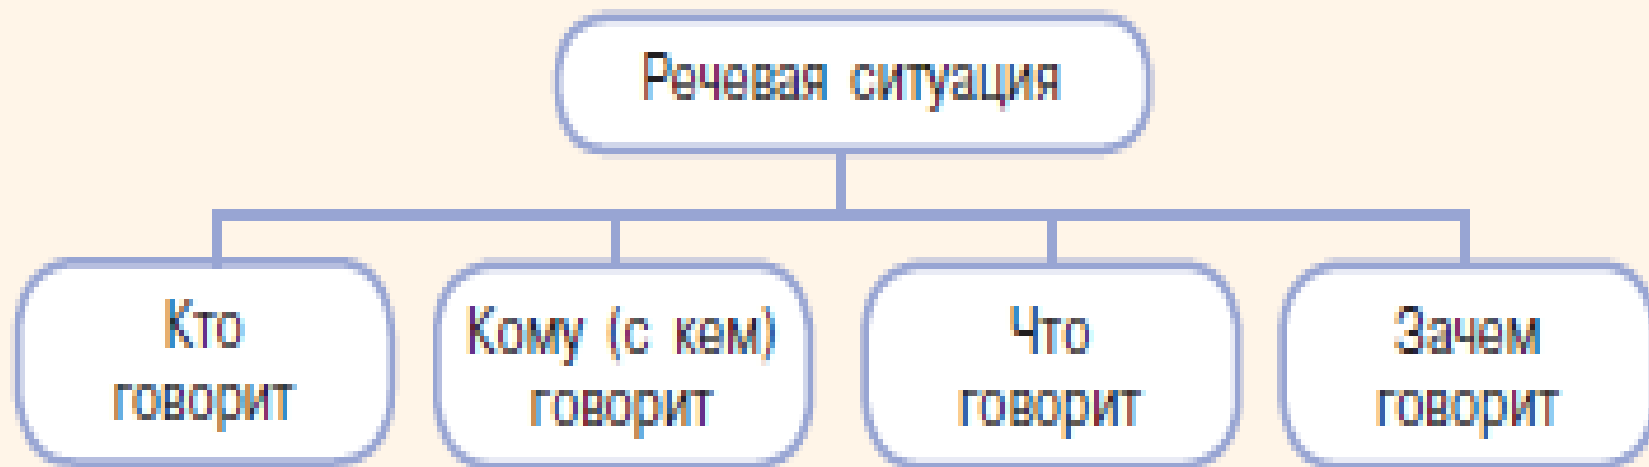 Речевая ситуация
Кто
говорит
Кому (с кем)
говорит
Что
говорит
Зачем
говорит